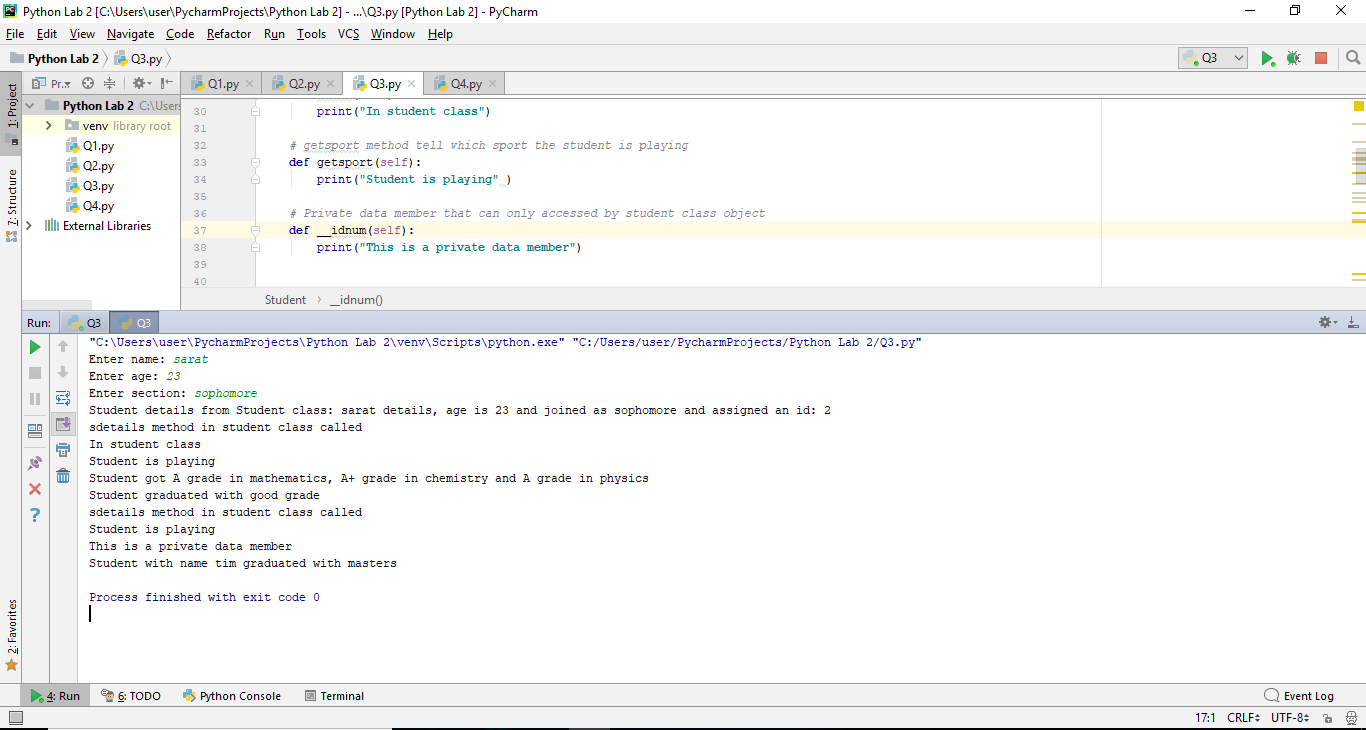 Python Lab 2 [C:\Users\user\PycharmProjects\Python Lab 2] - ...\Q3.py [Python Lab 2] - PyCharm
File Edit View Navigate Code Refactor Run Tools VCS Window Help
Python Lab 2 Q3.py Q3
1: Project
7: Structure
2: Favorites
Pr.. Q1.py Q2.py Q3.py Q4.py
Python Lab 2 C:\Users
venv library root
Q1.py
Q2.py
Q3.py
Q4.py
External Libraries
30 print("In student class")
31
32 # getsport method tell which sport the student is playing
33 def getsport(self):
34 print("Student is playing" )
35
36 # Private data member that can only accessed by student class object
37 def __idnum(self):
38 print("This is a private data member")
39
40
Student __idnum()
Run: Q3 Q3
"C:\Users\user\PycharmProjects\Python Lab 2\venv\Scripts\python.exe" "C:/Users/user/PycharmProjects/Python Lab 2/Q3.py"
Enter name: sarat
Enter age: 23
Enter section: sophomore
Student details from Student class: sarat details, age is 23 and joined as sophomore and assigned an id: 2
sdetails method in student class called
In student class
Student is playing
Student got A grade in mathematics, A+ grade in chemistry and A grade in physics
Student graduated with good grade
sdetails method in student class called
Student is playing
This is a private data member
Student with name tim graduated with masters
Process finished with exit code 0
4: Run 6: TODO Python Console Terminal Event Log
17:1 CRLF UTF-8